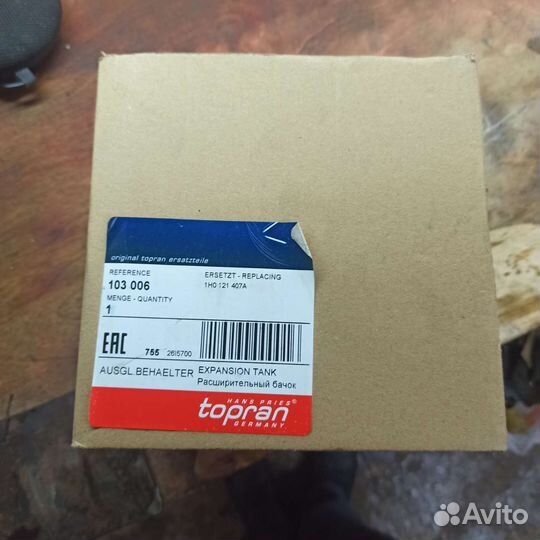 original topran ersatzteile
REFERENCE
103 006
ERSETZT - REPLACING
1H0 121 407A
MENGE - QUANTITY
1
EAC
755 26I5700
AUSGL.BEHAELTER
EXPANSION TANK
Расширительный бачок
HANS PRIES
topran®
GERMANY
Avito